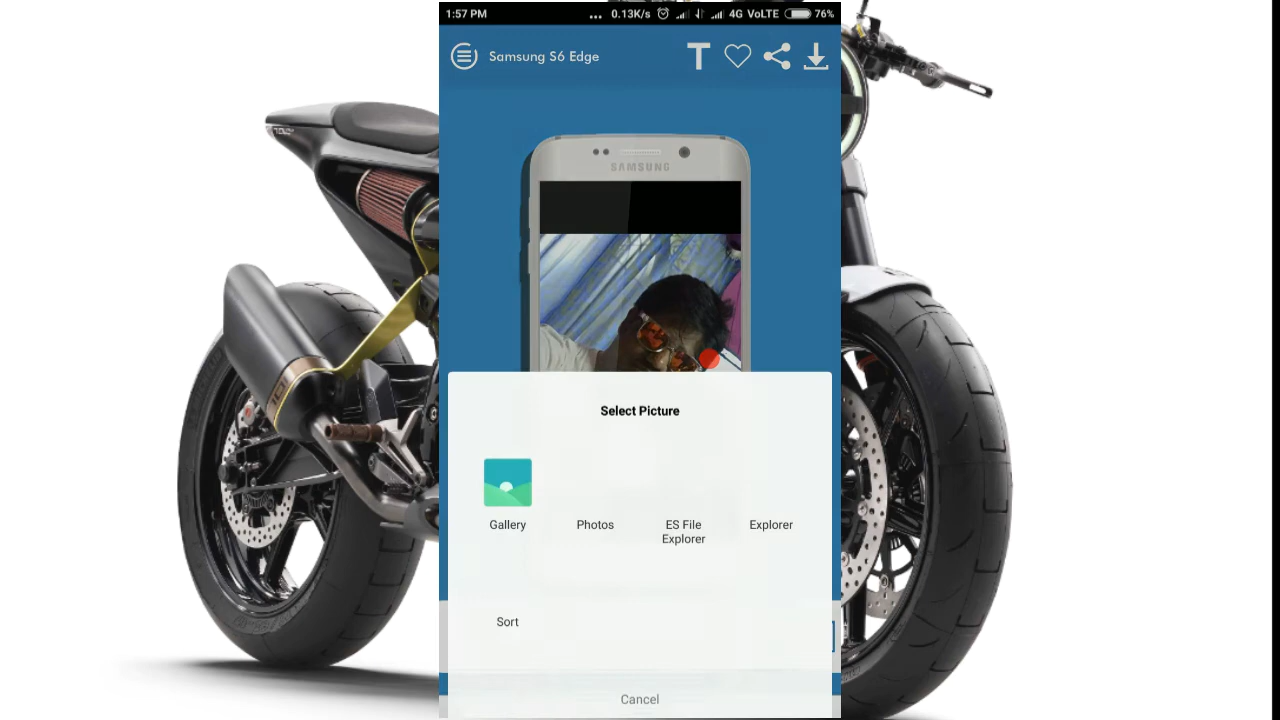 1:57 PM ... 0.13K/s 4G VoLTE 76%
Samsung S6 Edge T
SAMSUNG
Select Picture
Gallery Photos ES File Explorer Explorer
Sort
Cancel